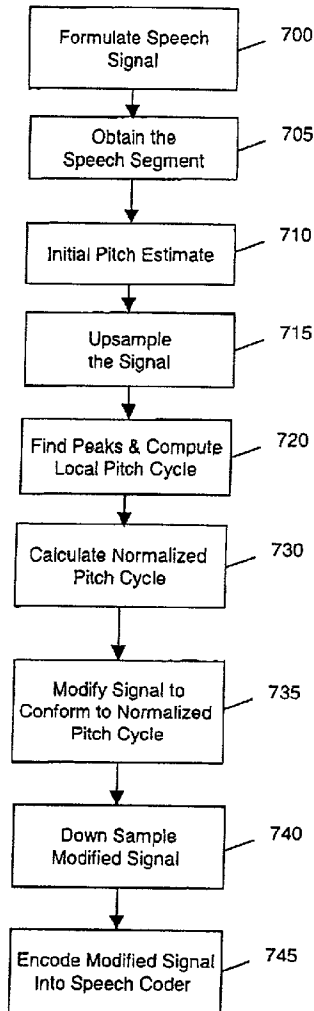 Formulate Speech
Signal
700
Obtain the
Speech Segment
705
Initial Pitch Estimate
710
Upsample
the Signal
715
Find Peaks & Compute
Local Pitch Cycle
720
Calculate Normalized
Pitch Cycle
730
Modify Signal to
Conform to Normalized
Pitch Cycle
735
Down Sample
Modified Signal
740
Encode Modified Signal
Into Speech Coder
745